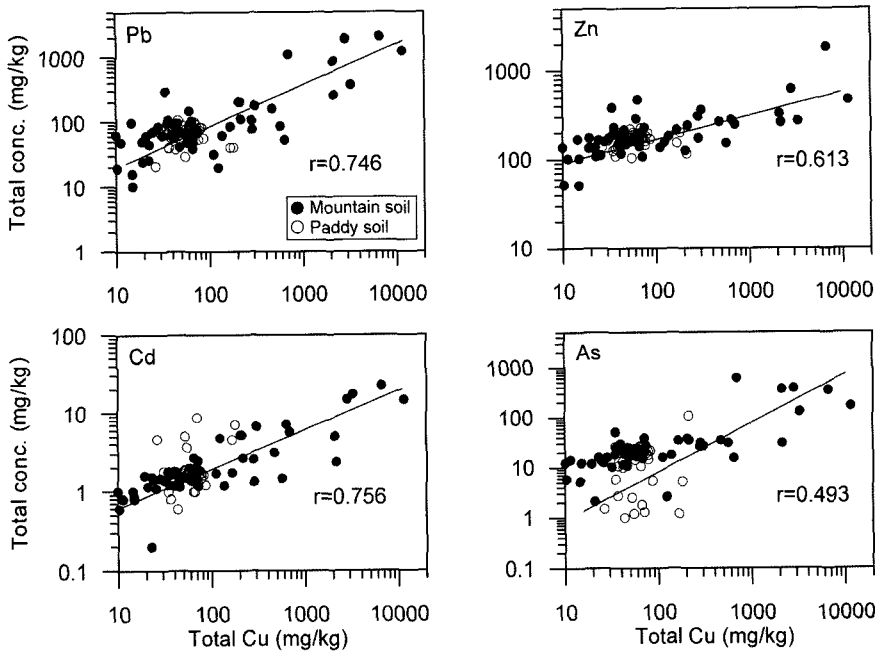 Pb
Total conc. (mg/kg)
1000
100
10
1
r=0.746
Mountain soil
Paddy soil
10 100 1000 10000
Zn
1000
100
10
r=0.613
10 100 1000 10000
Cd
Total conc. (mg/kg)
100
10
1
0.1
r=0.756
10 100 1000 10000
Total Cu (mg/kg)
As
1000
100
10
1
0.1
r=0.493
10 100 1000 10000
Total Cu (mg/kg)